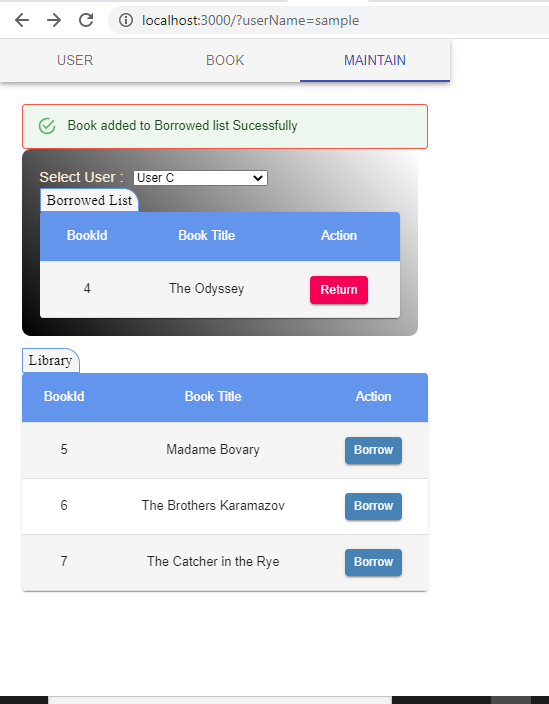 localhost:3000/?userName=sample
USER BOOK MAINTAIN
Book added to Borrowed list Sucessfully
Select User : User C
Borrowed List
BookId Book Title Action
4 The Odyssey Return
Library
BookId Book Title Action
5 Madame Bovary Borrow
6 The Brothers Karamazov Borrow
7 The Catcher in the Rye Borrow